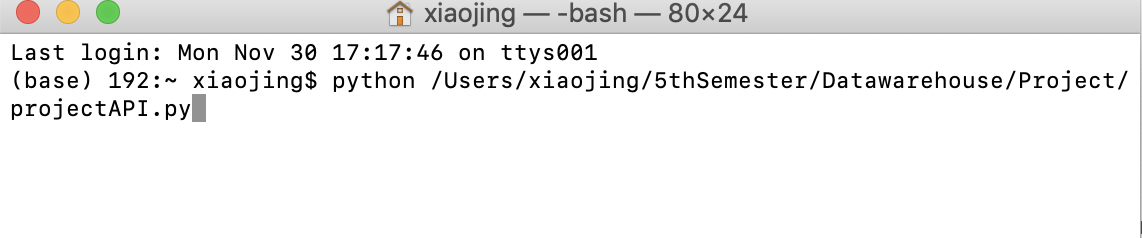 xiaojing — -bash — 80×24
Last login: Mon Nov 30 17:17:46 on ttys001
(base) 192:~ xiaojing$ python /Users/xiaojing/5thSemester/Datawarehouse/Project/
projectAPI.py